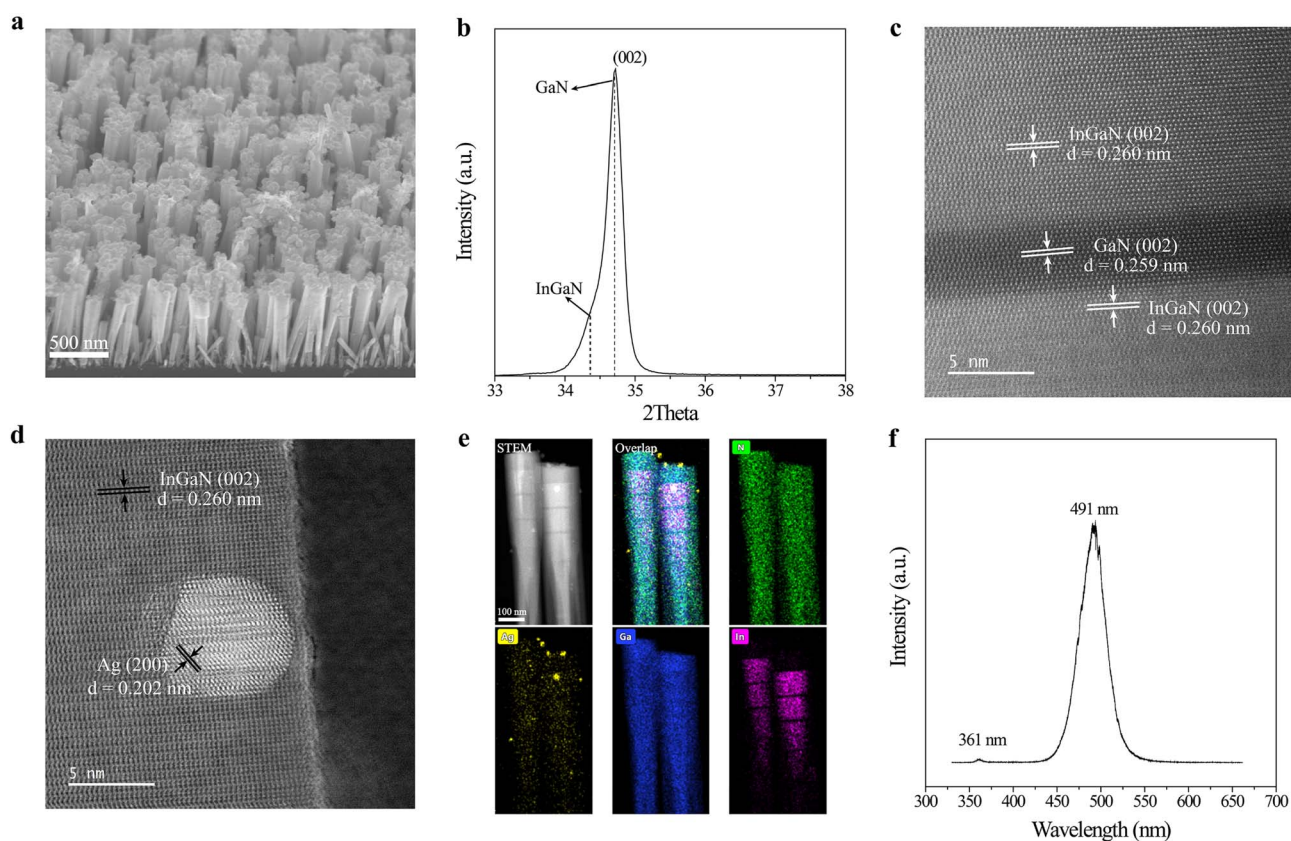 a
500 nm
b
(002)
GaN
InGaN
Intensity (a.u.)
33 34 35 36 37 38
2Theta
c
InGaN (002)
d = 0.260 nm
GaN (002)
d = 0.259 nm
InGaN (002)
d = 0.260 nm
5 nm
d
InGaN (002)
d = 0.260 nm
Ag (200)
d = 0.202 nm
5 nm
e
STEM
Overlap
N
100 nm
Ag
Ga
In
f
491 nm
361 nm
Intensity (a.u.)
300 350 400 450 500 550 600 650 700
Wavelength (nm)